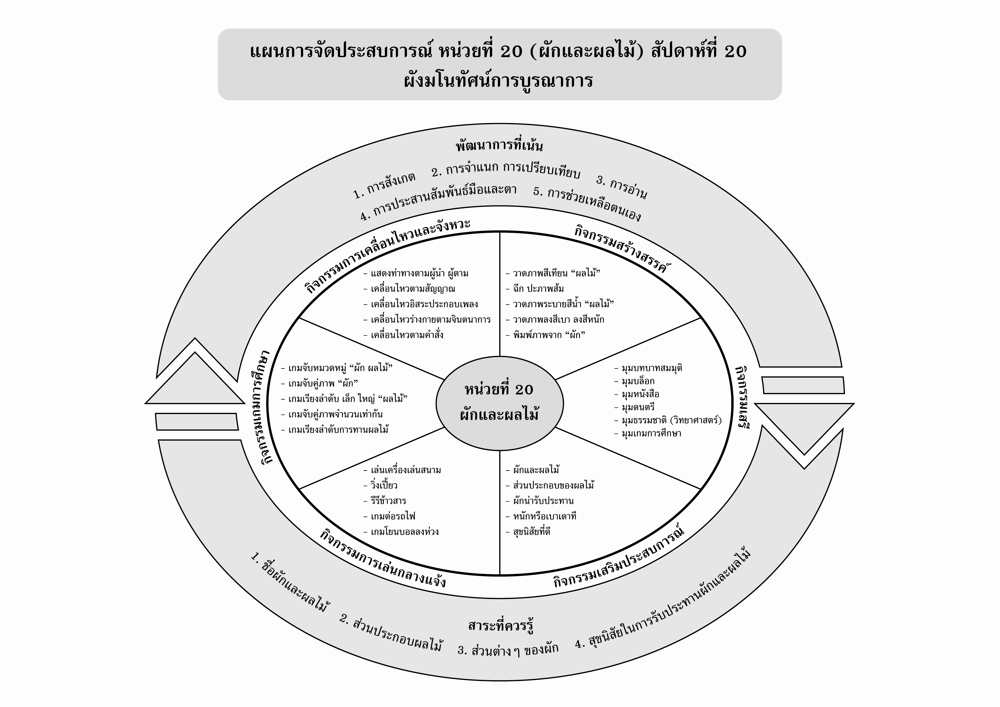 แผนการจัดประสบการณ์ หน่วยที่ 20 (ผักและผลไม้) สัปดาห์ที่ 20
ผังมโนทัศน์การบูรณาการ
พัฒนาการที่เน้น
1. การสังเกต 2. การจำแนก การเปรียบเทียบ 3. การอ่าน
4. การประสานสัมพันธ์มือและตา 5. การช่วยเหลือตนเอง
กิจกรรมการเคลื่อนไหวและจังหวะ
- แสดงท่าทางตามผู้นำ ผู้ตาม
- เคลื่อนไหวตามสัญญาณ
- เคลื่อนไหวอิสระประกอบเพลง
- เคลื่อนไหวร่างกายตามจินตนาการ
- เคลื่อนไหวตามคำสั่ง
กิจกรรมสร้างสรรค์
- วาดภาพสีเทียน “ผลไม้”
- ฉีก ปะภาพส้ม
- วาดภาพระบายสีน้ำ “ผลไม้”
- วาดภาพลงสีเบา ลงสีหนัก
- พิมพ์ภาพจาก “ผัก”
กิจกรรมเกมการศึกษา
- เกมจับหมวดหมู่ “ผัก ผลไม้”
- เกมจับคู่ภาพ “ผัก”
- เกมเรียงลำดับ เล็ก ใหญ่ “ผลไม้”
- เกมจับคู่ภาพจำนวนเท่ากัน
- เกมเรียงลำดับการทานผลไม้
หน่วยที่ 20
ผักและผลไม้
กิจกรรมเสรี
- มุมบทบาทสมมุติ
- มุมบล็อก
- มุมหนังสือ
- มุมดนตรี
- มุมธรรมชาติ (วิทยาศาสตร์)
- มุมเกมการศึกษา
- เล่นเครื่องเล่นสนาม
- วิ่งเปี้ยว
- รีรีข้าวสาร
- เกมต่อรถไฟ
- เกมโยนบอลลงห่วง
กิจกรรมการเล่นกลางแจ้ง
- ผักและผลไม้
- ส่วนประกอบของผลไม้
- ผักน่ารับประทาน
- หนักหรือเบาเดาที
- สุขนิสัยที่ดี
กิจกรรมเสริมประสบการณ์
สาระที่ควรรู้
1. ชื่อผักและผลไม้ 2. ส่วนประกอบผลไม้ 3. ส่วนต่าง ๆ ของผัก 4. สุขนิสัยในการรับประทานผักและผลไม้